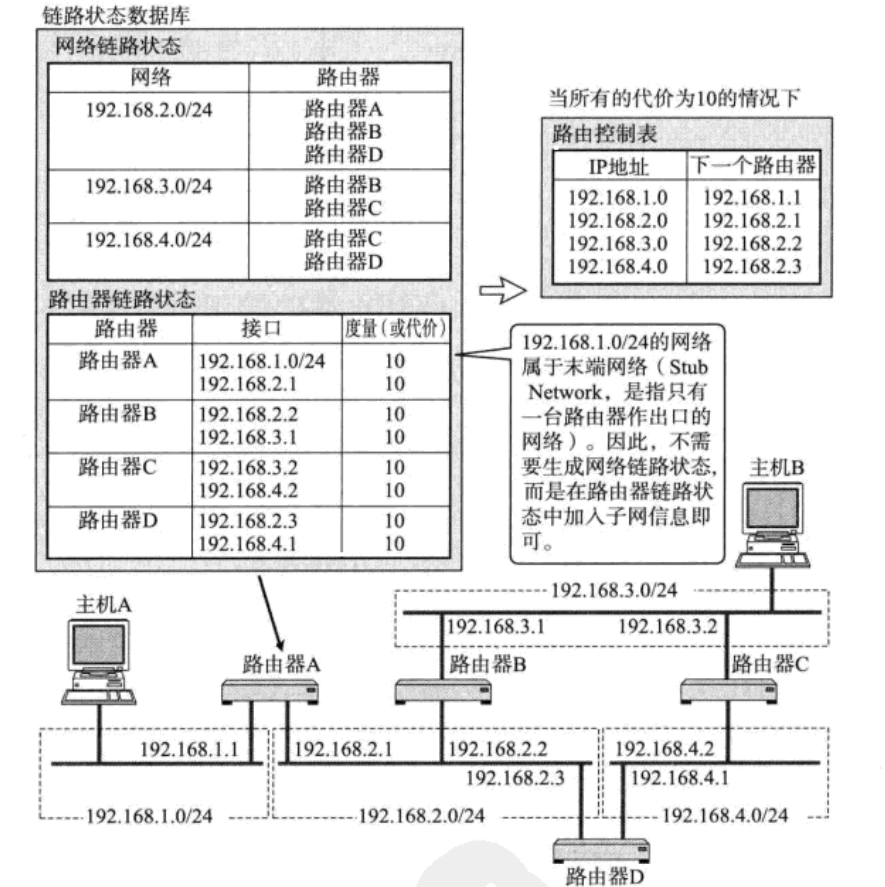 链路状态数据库
网络链路状态
网络 路由器
192.168.2.0/24 路由器A
路由器B
路由器D
192.168.3.0/24 路由器B
路由器C
192.168.4.0/24 路由器C
路由器D
路由器链路状态
路由器 接口 度量(或代价)
路由器A 192.168.1.0/24 10
192.168.2.1 10
路由器B 192.168.2.2 10
192.168.3.1 10
路由器C 192.168.3.2 10
192.168.4.2 10
路由器D 192.168.2.3 10
192.168.4.1 10
当所有的代价为10的情况下
路由控制表
IP地址 下一个路由器
192.168.1.0 192.168.1.1
192.168.2.0 192.168.2.1
192.168.3.0 192.168.2.2
192.168.4.0 192.168.2.3
192.168.1.0/24的网络
属于末端网络（Stub
Network，是指只有
一台路由器作出口的
网络）。因此，不需
要生成网络链路状态,
而是在路由器链路状
态中加入子网信息即
可。
主机B
192.168.3.0/24
主机A
192.168.3.1 192.168.3.2
路由器A 路由器B 路由器C
192.168.1.1 192.168.2.1 192.168.2.2 192.168.4.2
192.168.2.3 192.168.4.1
192.168.1.0/24 192.168.2.0/24 192.168.4.0/24
路由器D